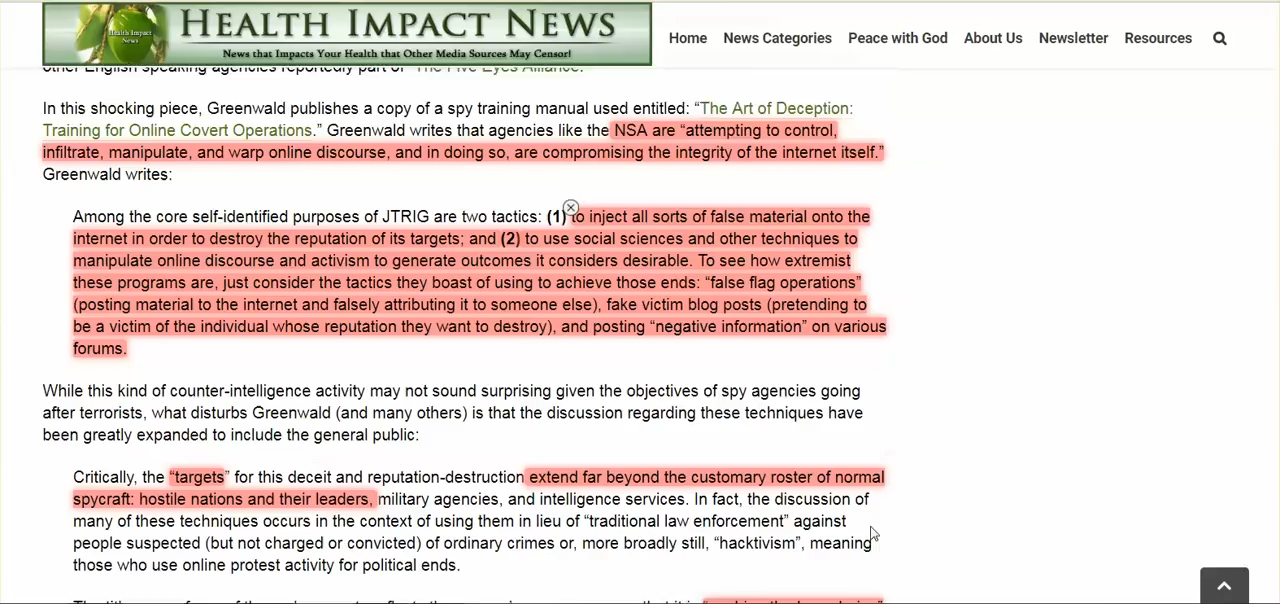 Health Impact News
HEALTH IMPACT NEWS
News that Impacts Your Health that Other Media Sources May Censor!
Home News Categories Peace with God About Us Newsletter Resources
other English speaking agencies reportedly part of “The Five Eyes Alliance.”
In this shocking piece, Greenwald publishes a copy of a spy training manual used entitled: “The Art of Deception:
Training for Online Covert Operations.” Greenwald writes that agencies like the NSA are “attempting to control,
infiltrate, manipulate, and warp online discourse, and in doing so, are compromising the integrity of the internet itself.”
Greenwald writes:
Among the core self-identified purposes of JTRIG are two tactics: (1) to inject all sorts of false material onto the
internet in order to destroy the reputation of its targets; and (2) to use social sciences and other techniques to
manipulate online discourse and activism to generate outcomes it considers desirable. To see how extremist
these programs are, just consider the tactics they boast of using to achieve those ends: “false flag operations”
(posting material to the internet and falsely attributing it to someone else), fake victim blog posts (pretending to
be a victim of the individual whose reputation they want to destroy), and posting “negative information” on various
forums.
While this kind of counter-intelligence activity may not sound surprising given the objectives of spy agencies going
after terrorists, what disturbs Greenwald (and many others) is that the discussion regarding these techniques have
been greatly expanded to include the general public:
Critically, the “targets” for this deceit and reputation-destruction extend far beyond the customary roster of normal
spycraft: hostile nations and their leaders, military agencies, and intelligence services. In fact, the discussion of
many of these techniques occurs in the context of using them in lieu of “traditional law enforcement” against
people suspected (but not charged or convicted) of ordinary crimes or, more broadly still, “hacktivism”, meaning
those who use online protest activity for political ends.